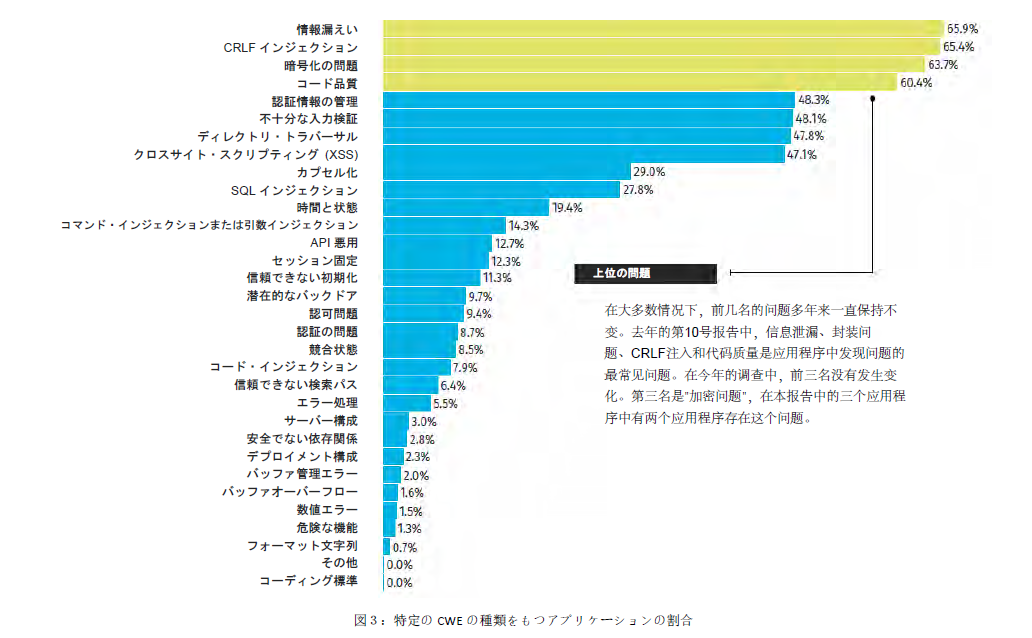 情報漏えい 65.9%
CRLF インジェクション 65.4%
暗号化の問題 63.7%
コード品質 60.4%
認証情報の管理 48.3%
不十分な入力検証 48.1%
ディレクトリ・トラバーサル 47.8%
クロスサイト・スクリプティング (XSS) 47.1%
カプセル化 29.0%
SQL インジェクション 27.8%
時間と状態 19.4%
コマンド・インジェクションまたは引数インジェクション 14.3%
API 悪用 12.7%
セッション固定 12.3%
信頼できない初期化 11.3%
潜在的なバックドア 9.7%
認可問題 9.4%
認証の問題 8.7%
競合状態 8.5%
コード・インジェクション 7.9%
信頼できない検索パス 6.4%
エラー処理 5.5%
サーバー構成 3.0%
安全でない依存関係 2.8%
デプロイメント構成 2.3%
バッファ管理エラー 2.0%
バッファオーバーフロー 1.6%
数値エラー 1.5%
危険な機能 1.3%
フォーマット文字列 0.7%
その他 0.0%
コーディング標準 0.0%
上位の問題
在大多数情况下，前几名的问题多年来一直保持不
变。去年的第10号报告中，信息泄漏、封装问
题、CRLF注入和代码质量是应用程序中发现问题的
最常见问题。在今年的调查中，前三名没有发生变
化。第三名是"加密问题"，在本报告中的三个应用程
序中有两个应用程序存在这个问题。
図 3：特定の CWE の種類をもつアプリケーションの割合